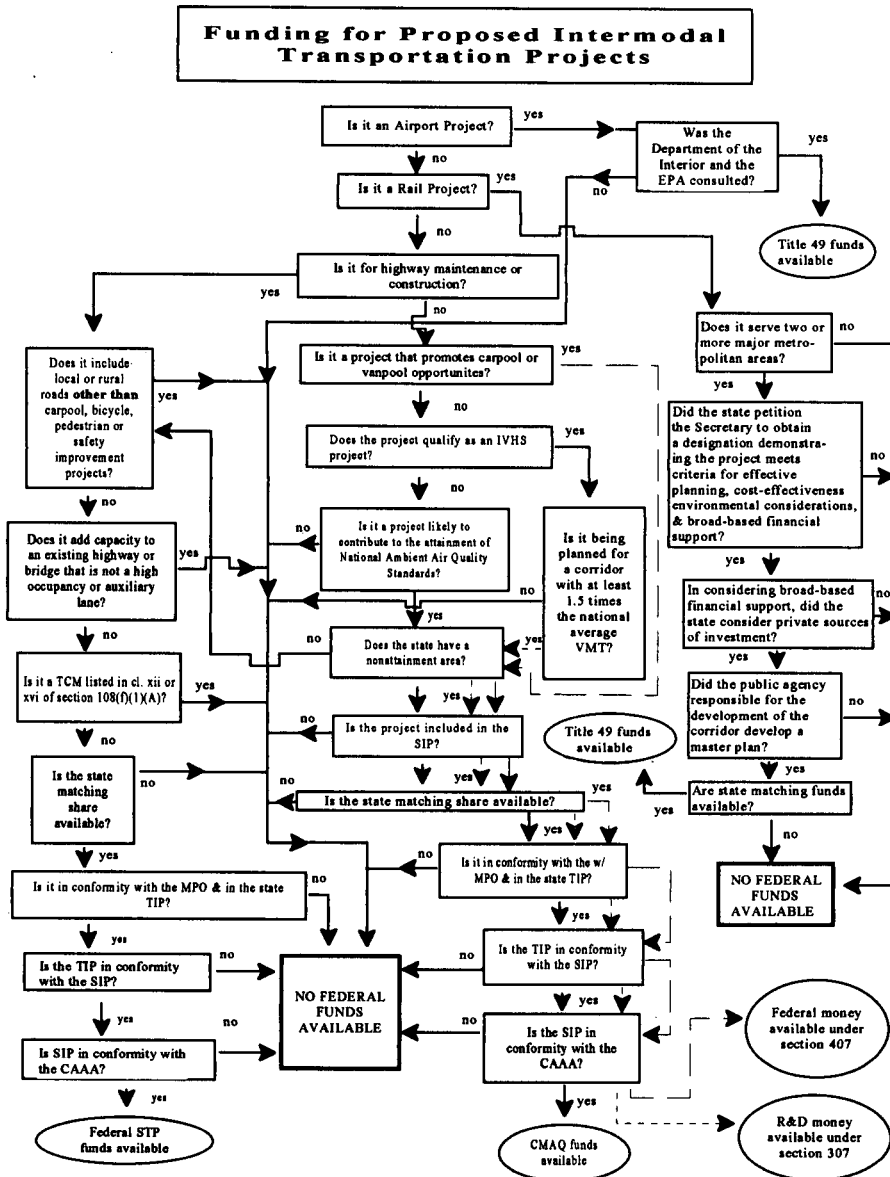 Funding for Proposed Intermodal
Transportation Projects
Is it an Airport Project?
yes
Was the
Department of the
Interior and the
EPA consulted?
yes
no
no
Title 49 funds
available
Is it a Rail Project?
yes
no
Is it for highway maintenance or
construction?
yes
no
Does it include
local or rural
roads other than
carpool, bicycle,
pedestrian or
safety
improvement
projects?
yes
no
Is it a project that promotes carpool or
vanpool opportunites?
yes
no
Does it serve two or
more major metro-
politan areas?
no
yes
Does the project qualify as an IVHS
project?
yes
no
Did the state petition
the Secretary to obtain
a designation demonstra-
ing the project meets
criteria for effective
planning, cost-effectiveness
environmental considerations,
& broad-based financial
support?
no
yes
Does it add capacity to
an existing highway or
bridge that is not a high
occupancy or auxiliary
lane?
yes
no
Is it a project likely to
contribute to the attainment of
National Ambient Air Quality
Standards?
no
yes
Is it being
planned for
a corridor
with at least
1.5 times
the national
average
VMT?
no
yes
In considering broad-based
financial support, did the
state consider private sources
of investment?
no
yes
Is it a TCM listed in cl. xii or
xvi of section 108(f)(1)(A)?
yes
no
Does the state have a
nonattainment area?
no
yes
Did the public agency
responsible for the
development of the
corridor develop a
master plan?
no
yes
Is the project included in the
SIP?
no
yes
Title 49 funds
available
Is the state
matching
share
available?
no
yes
Is the state matching share available?
no
yes
yes
Are state matching funds
available?
yes
no
NO FEDERAL
FUNDS
AVAILABLE
Is it in conformity with the MPO & in the state
TIP?
no
yes
Is it in conformity with the w/
MPO & in the state TIP?
no
yes
Is the TIP in conformity
with the SIP?
no
yes
NO FEDERAL
FUNDS
AVAILABLE
Is the TIP in conformity
with the SIP?
no
yes
Is SIP in conformity with
the CAAA?
no
yes
Is the SIP in
conformity with the
CAAA?
no
yes
Federal money
available under
section 407
Federal STP
funds available
CMAQ funds
available
R&D money
available under
section 307